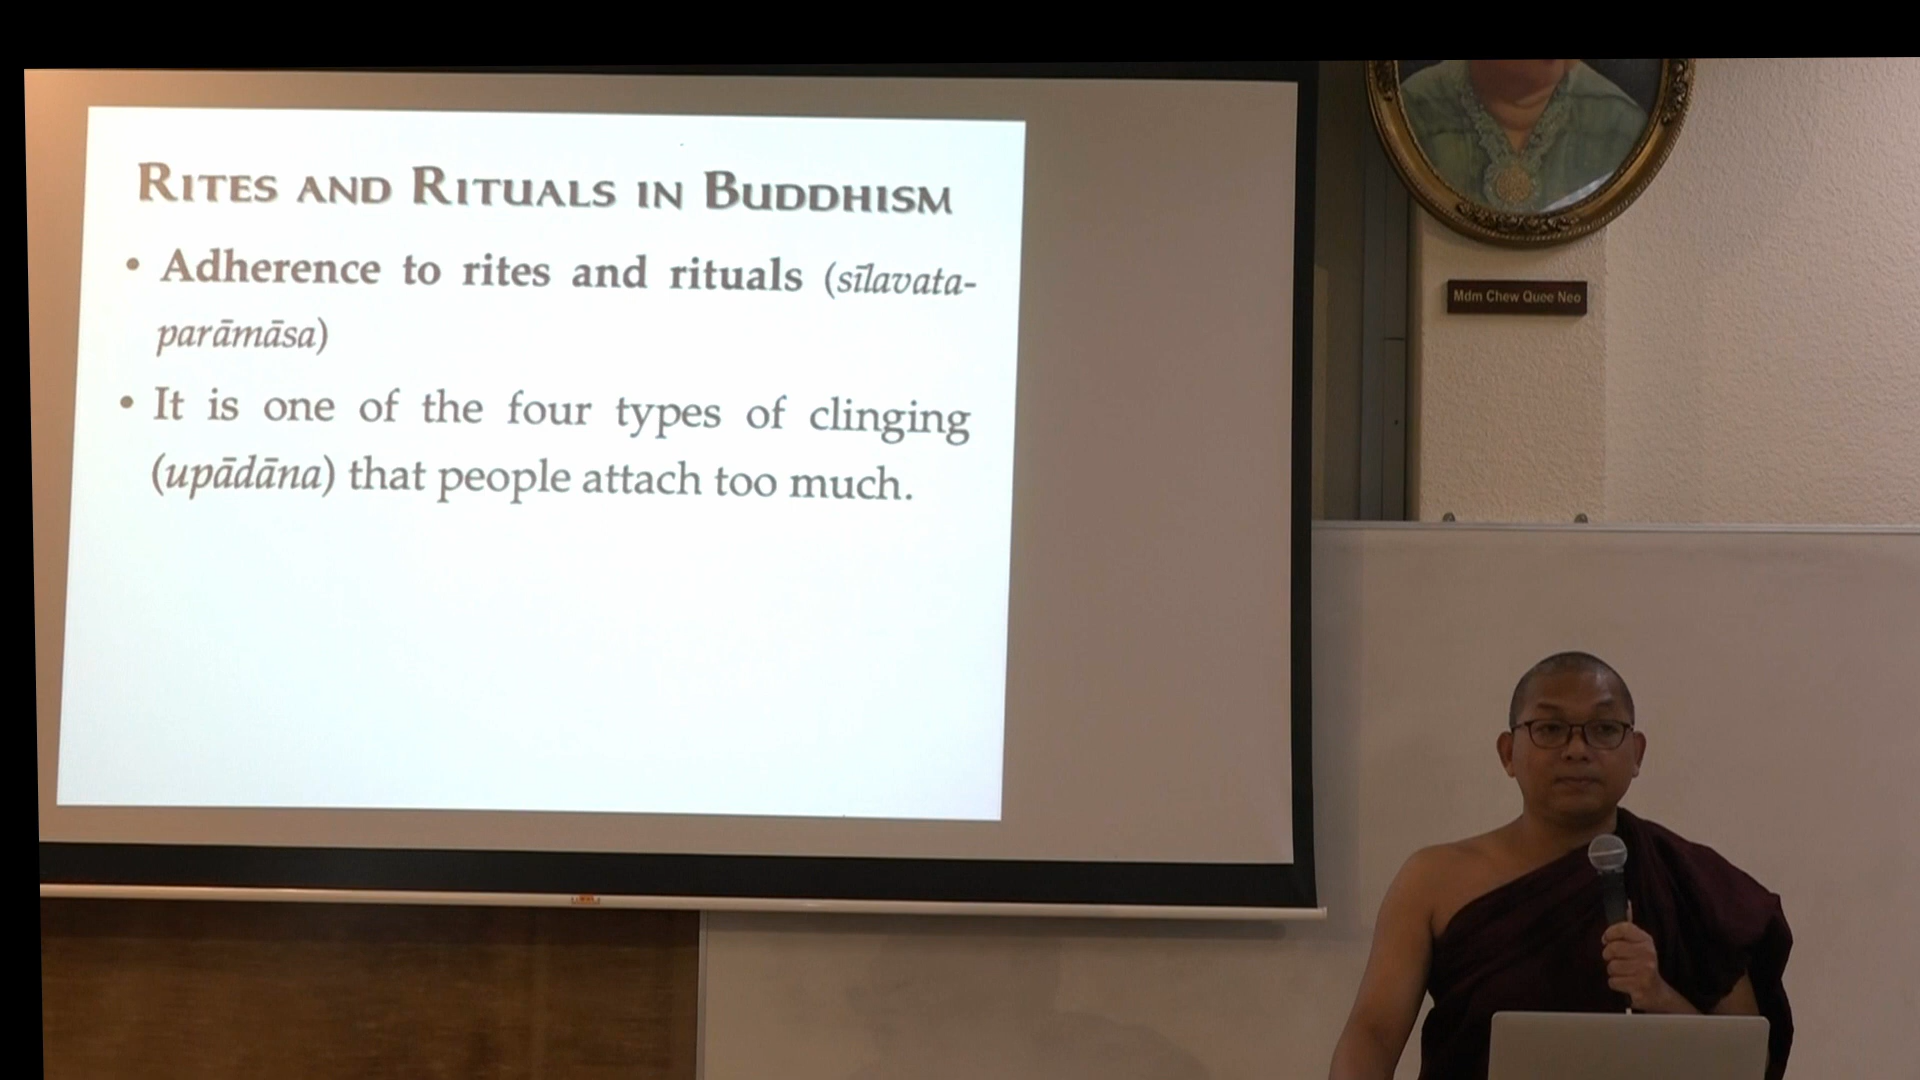 Rites and Rituals in Buddhism
• Adherence to rites and rituals (sīlavata-
parāmāsa)
• It is one of the four types of clinging
(upādāna) that people attach too much.
Mdm Chew Quee Neo